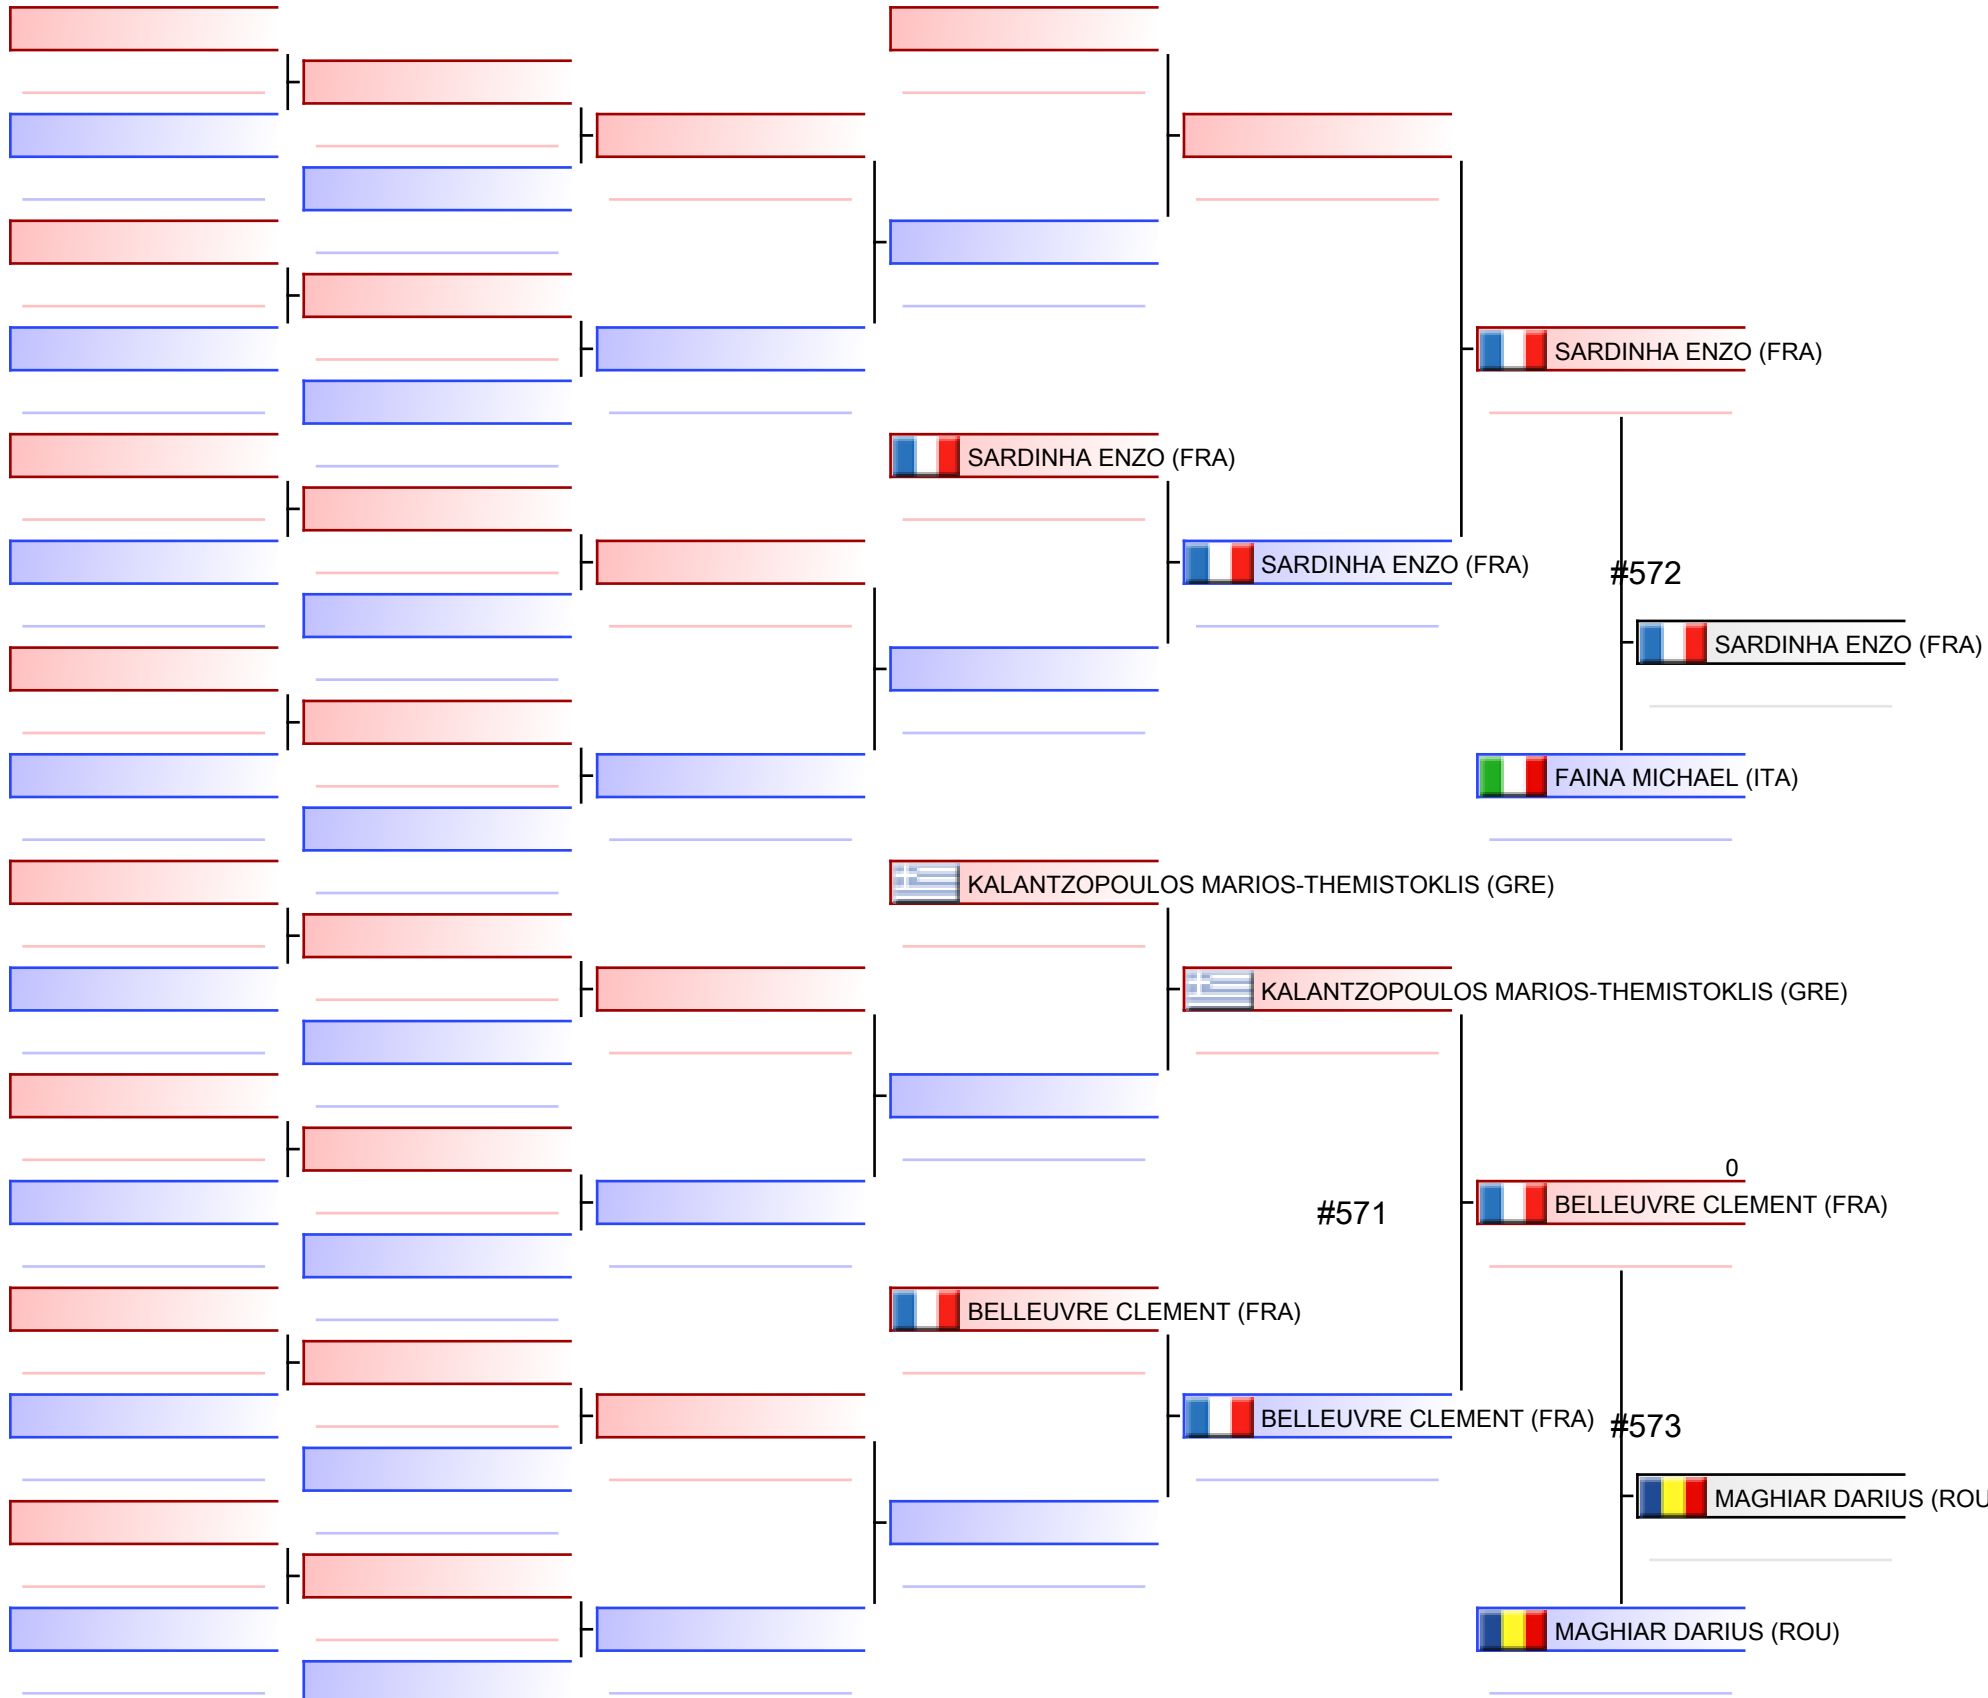 SARDINHA ENZO (FRA)
SARDINHA ENZO (FRA)
SARDINHA ENZO (FRA)
#572
SARDINHA ENZO (FRA)
FAINA MICHAEL (ITA)
KALANTZOPOULOS MARIOS-THEMISTOKLIS (GRE)
KALANTZOPOULOS MARIOS-THEMISTOKLIS (GRE)
0
BELLEUVRE CLEMENT (FRA)
#571
BELLEUVRE CLEMENT (FRA)
BELLEUVRE CLEMENT (FRA)
#573
MAGHIAR DARIUS (ROU
MAGHIAR DARIUS (ROU)